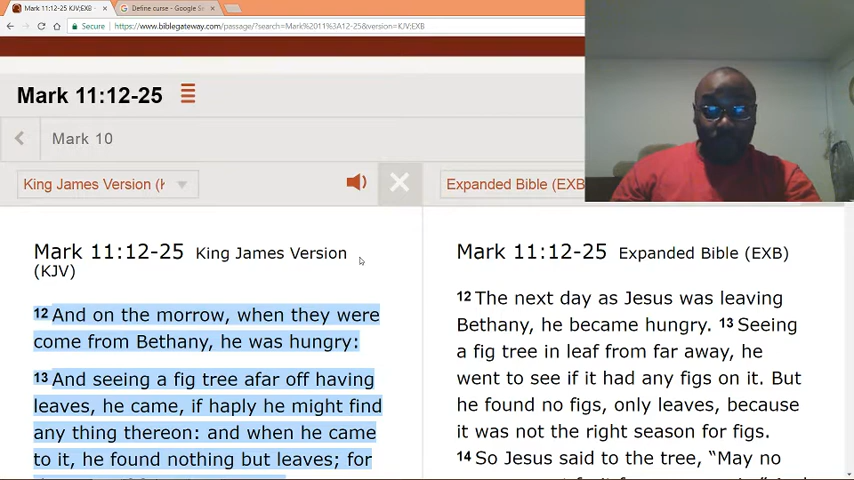 Mark 11:12-25 KJV;EXB -
Define curse - Google Se
Secure
https://www.biblegateway.com/passage/?search=Mark%2011%3A12-25&version=KJV;EXB
Mark 11:12-25
Mark 10
King James Version (K
Expanded Bible (EXB
Mark 11:12-25 King James Version
(KJV)
12 And on the morrow, when they were
come from Bethany, he was hungry:
13 And seeing a fig tree afar off having
leaves, he came, if haply he might find
any thing thereon: and when he came
to it, he found nothing but leaves; for
Mark 11:12-25 Expanded Bible (EXB)
12 The next day as Jesus was leaving
Bethany, he became hungry. 13 Seeing
a fig tree in leaf from far away, he
went to see if it had any figs on it. But
he found no figs, only leaves, because
it was not the right season for figs.
14 So Jesus said to the tree, “May no